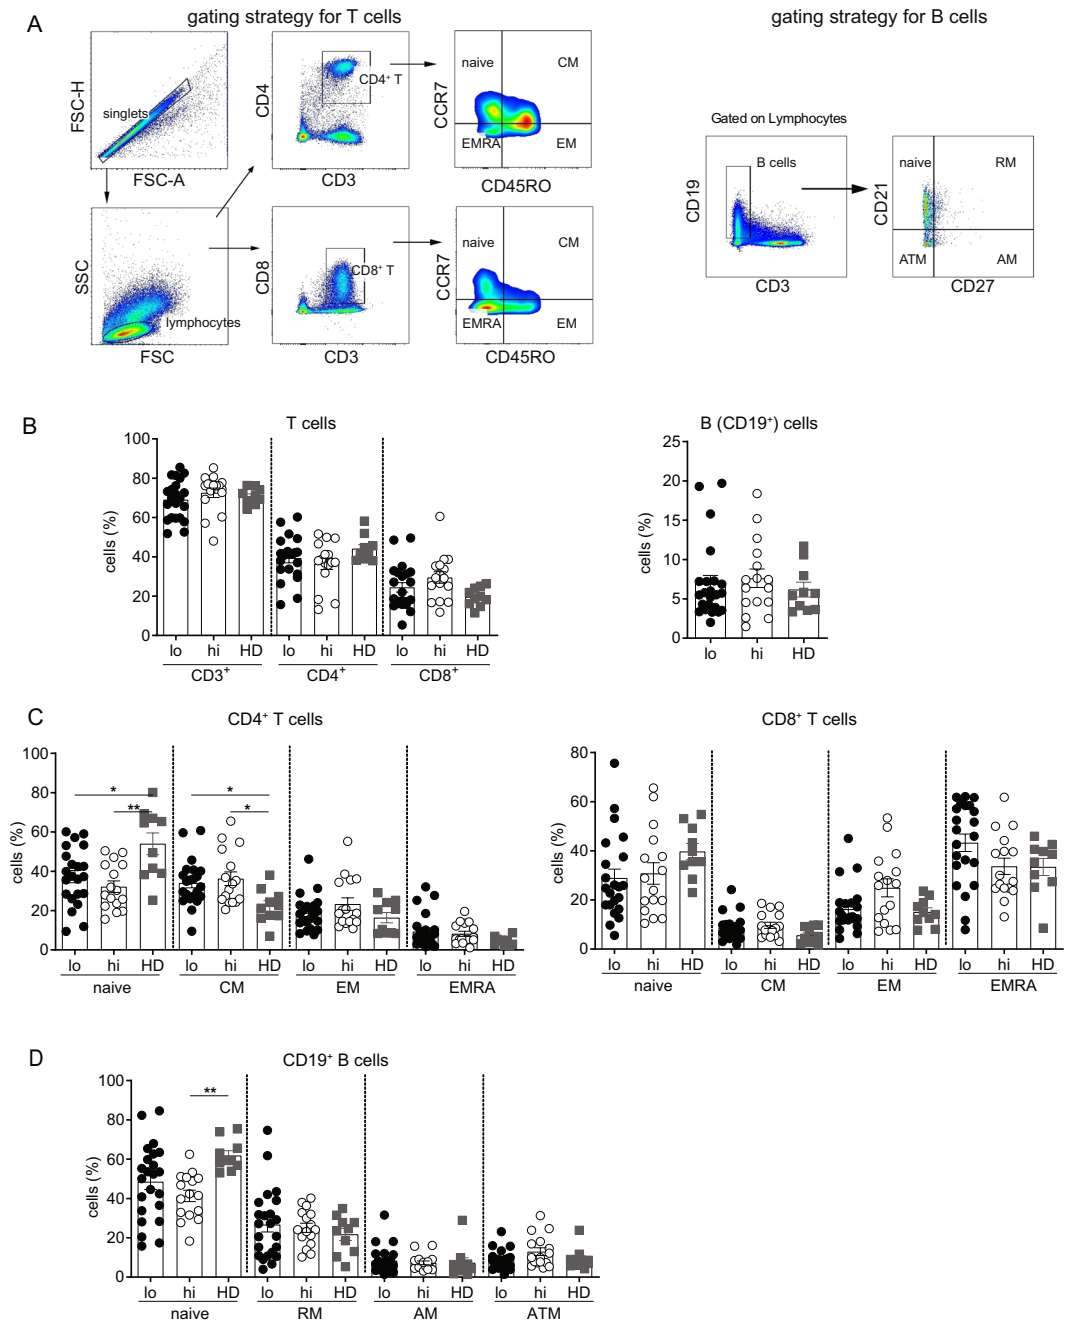 A
gating strategy for T cells
gating strategy for B cells
FSC-H
singlets
FSC-A
CD4
CD4⁺ T
CD3
CCR7
naive
CM
EMRA
EM
CD45RO
SSC
lymphocytes
FSC
CD8
CD8⁺ T
CD3
CCR7
naive
CM
EMRA
EM
CD45RO
Gated on Lymphocytes
CD19
B cells
CD3
CD21
naive
RM
ATM
AM
CD27
B
T cells
cells (%)
100
80
60
40
20
0
lo hi HD lo hi HD lo hi HD
CD3⁺ CD4⁺ CD8⁺
B (CD19⁺) cells
cells (%)
25
20
15
10
5
0
lo hi HD
C
CD4⁺ T cells
cells (%)
100
80
60
40
20
0
* ** * *
lo hi HD lo hi HD lo hi HD lo hi HD
naive CM EM EMRA
CD8⁺ T cells
cells (%)
80
60
40
20
0
lo hi HD lo hi HD lo hi HD lo hi HD
naive CM EM EMRA
D
CD19⁺ B cells
cells (%)
100
80
60
40
20
0
**
lo hi HD lo hi HD lo hi HD lo hi HD
naive RM AM ATM